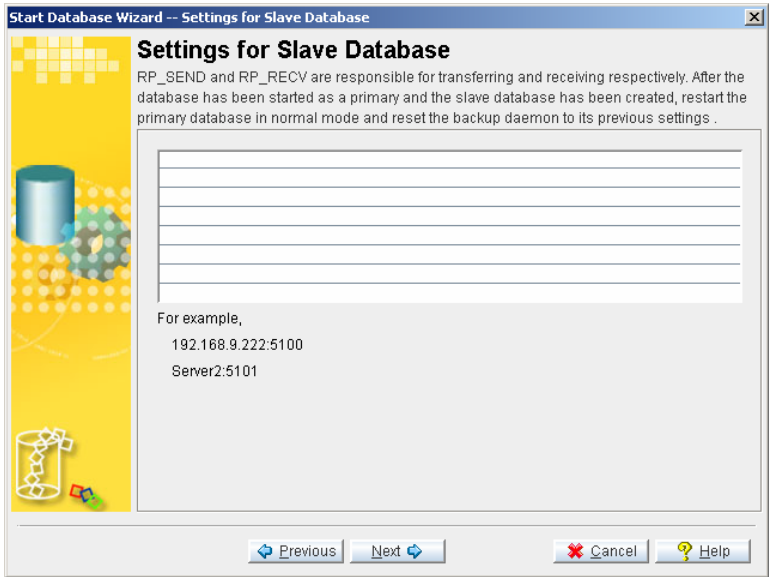 Start Database Wizard -- Settings for Slave Database
Settings for Slave Database
RP_SEND and RP_RECV are responsible for transferring and receiving respectively. After the
database has been started as a primary and the slave database has been created, restart the
primary database in normal mode and reset the backup daemon to its previous settings .
For example,
192.168.9.222:5100
Server2:5101
Previous Next Cancel Help